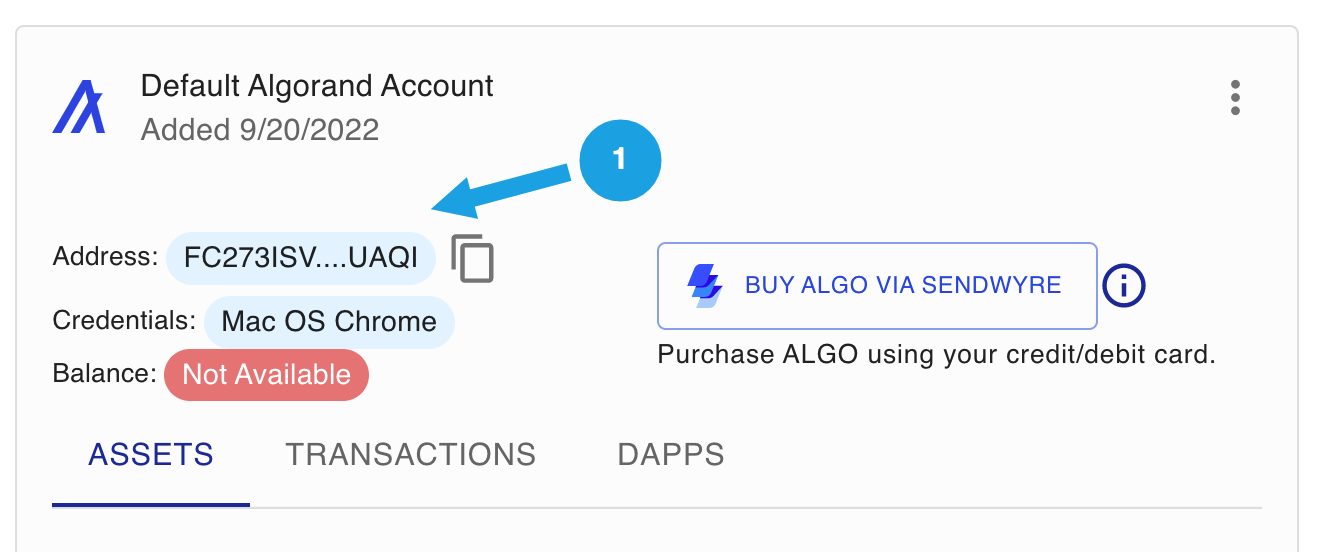 Default Algorand Account
Added 9/20/2022
1
Address: FC273ISV....UAQI
Credentials: Mac OS Chrome
Balance: Not Available
BUY ALGO VIA SENDWYRE
Purchase ALGO using your credit/debit card.
ASSETS TRANSACTIONS DAPPS